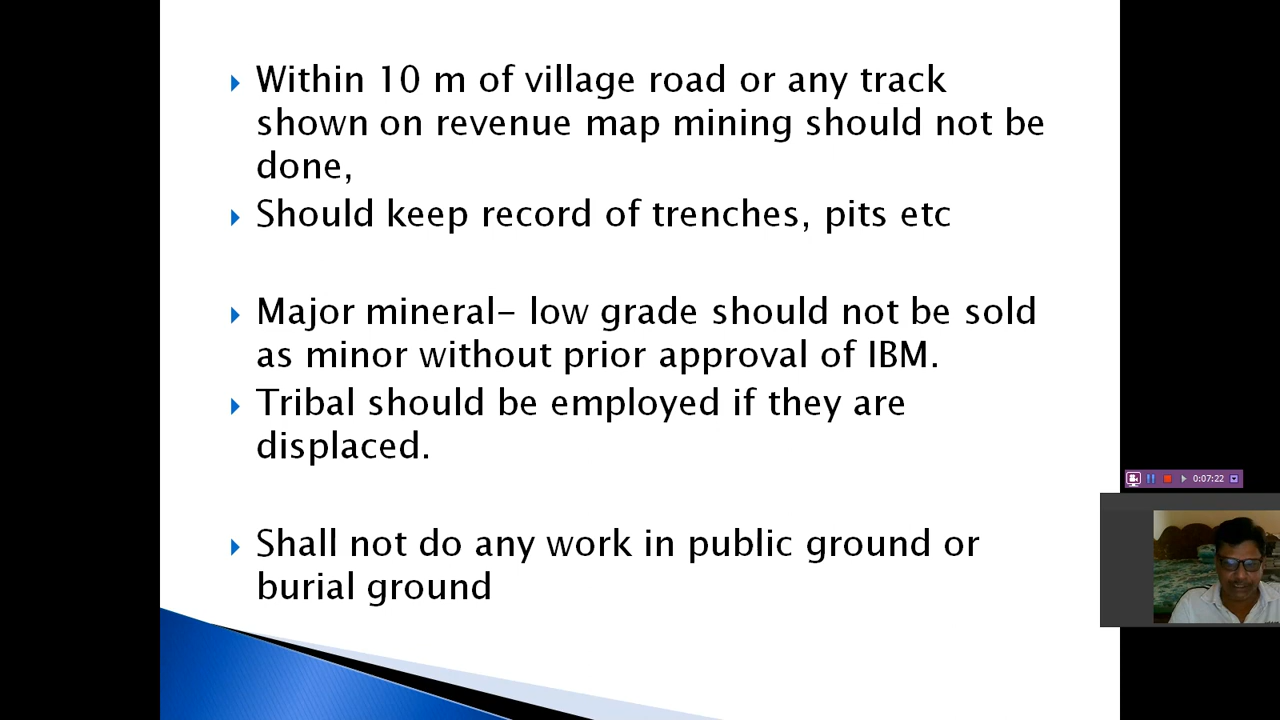 Within 10 m of village road or any track
shown on revenue map mining should not be
done,
Should keep record of trenches, pits etc
Major mineral- low grade should not be sold
as minor without prior approval of IBM.
Tribal should be employed if they are
displaced.
Shall not do any work in public ground or
burial ground
0:07:22